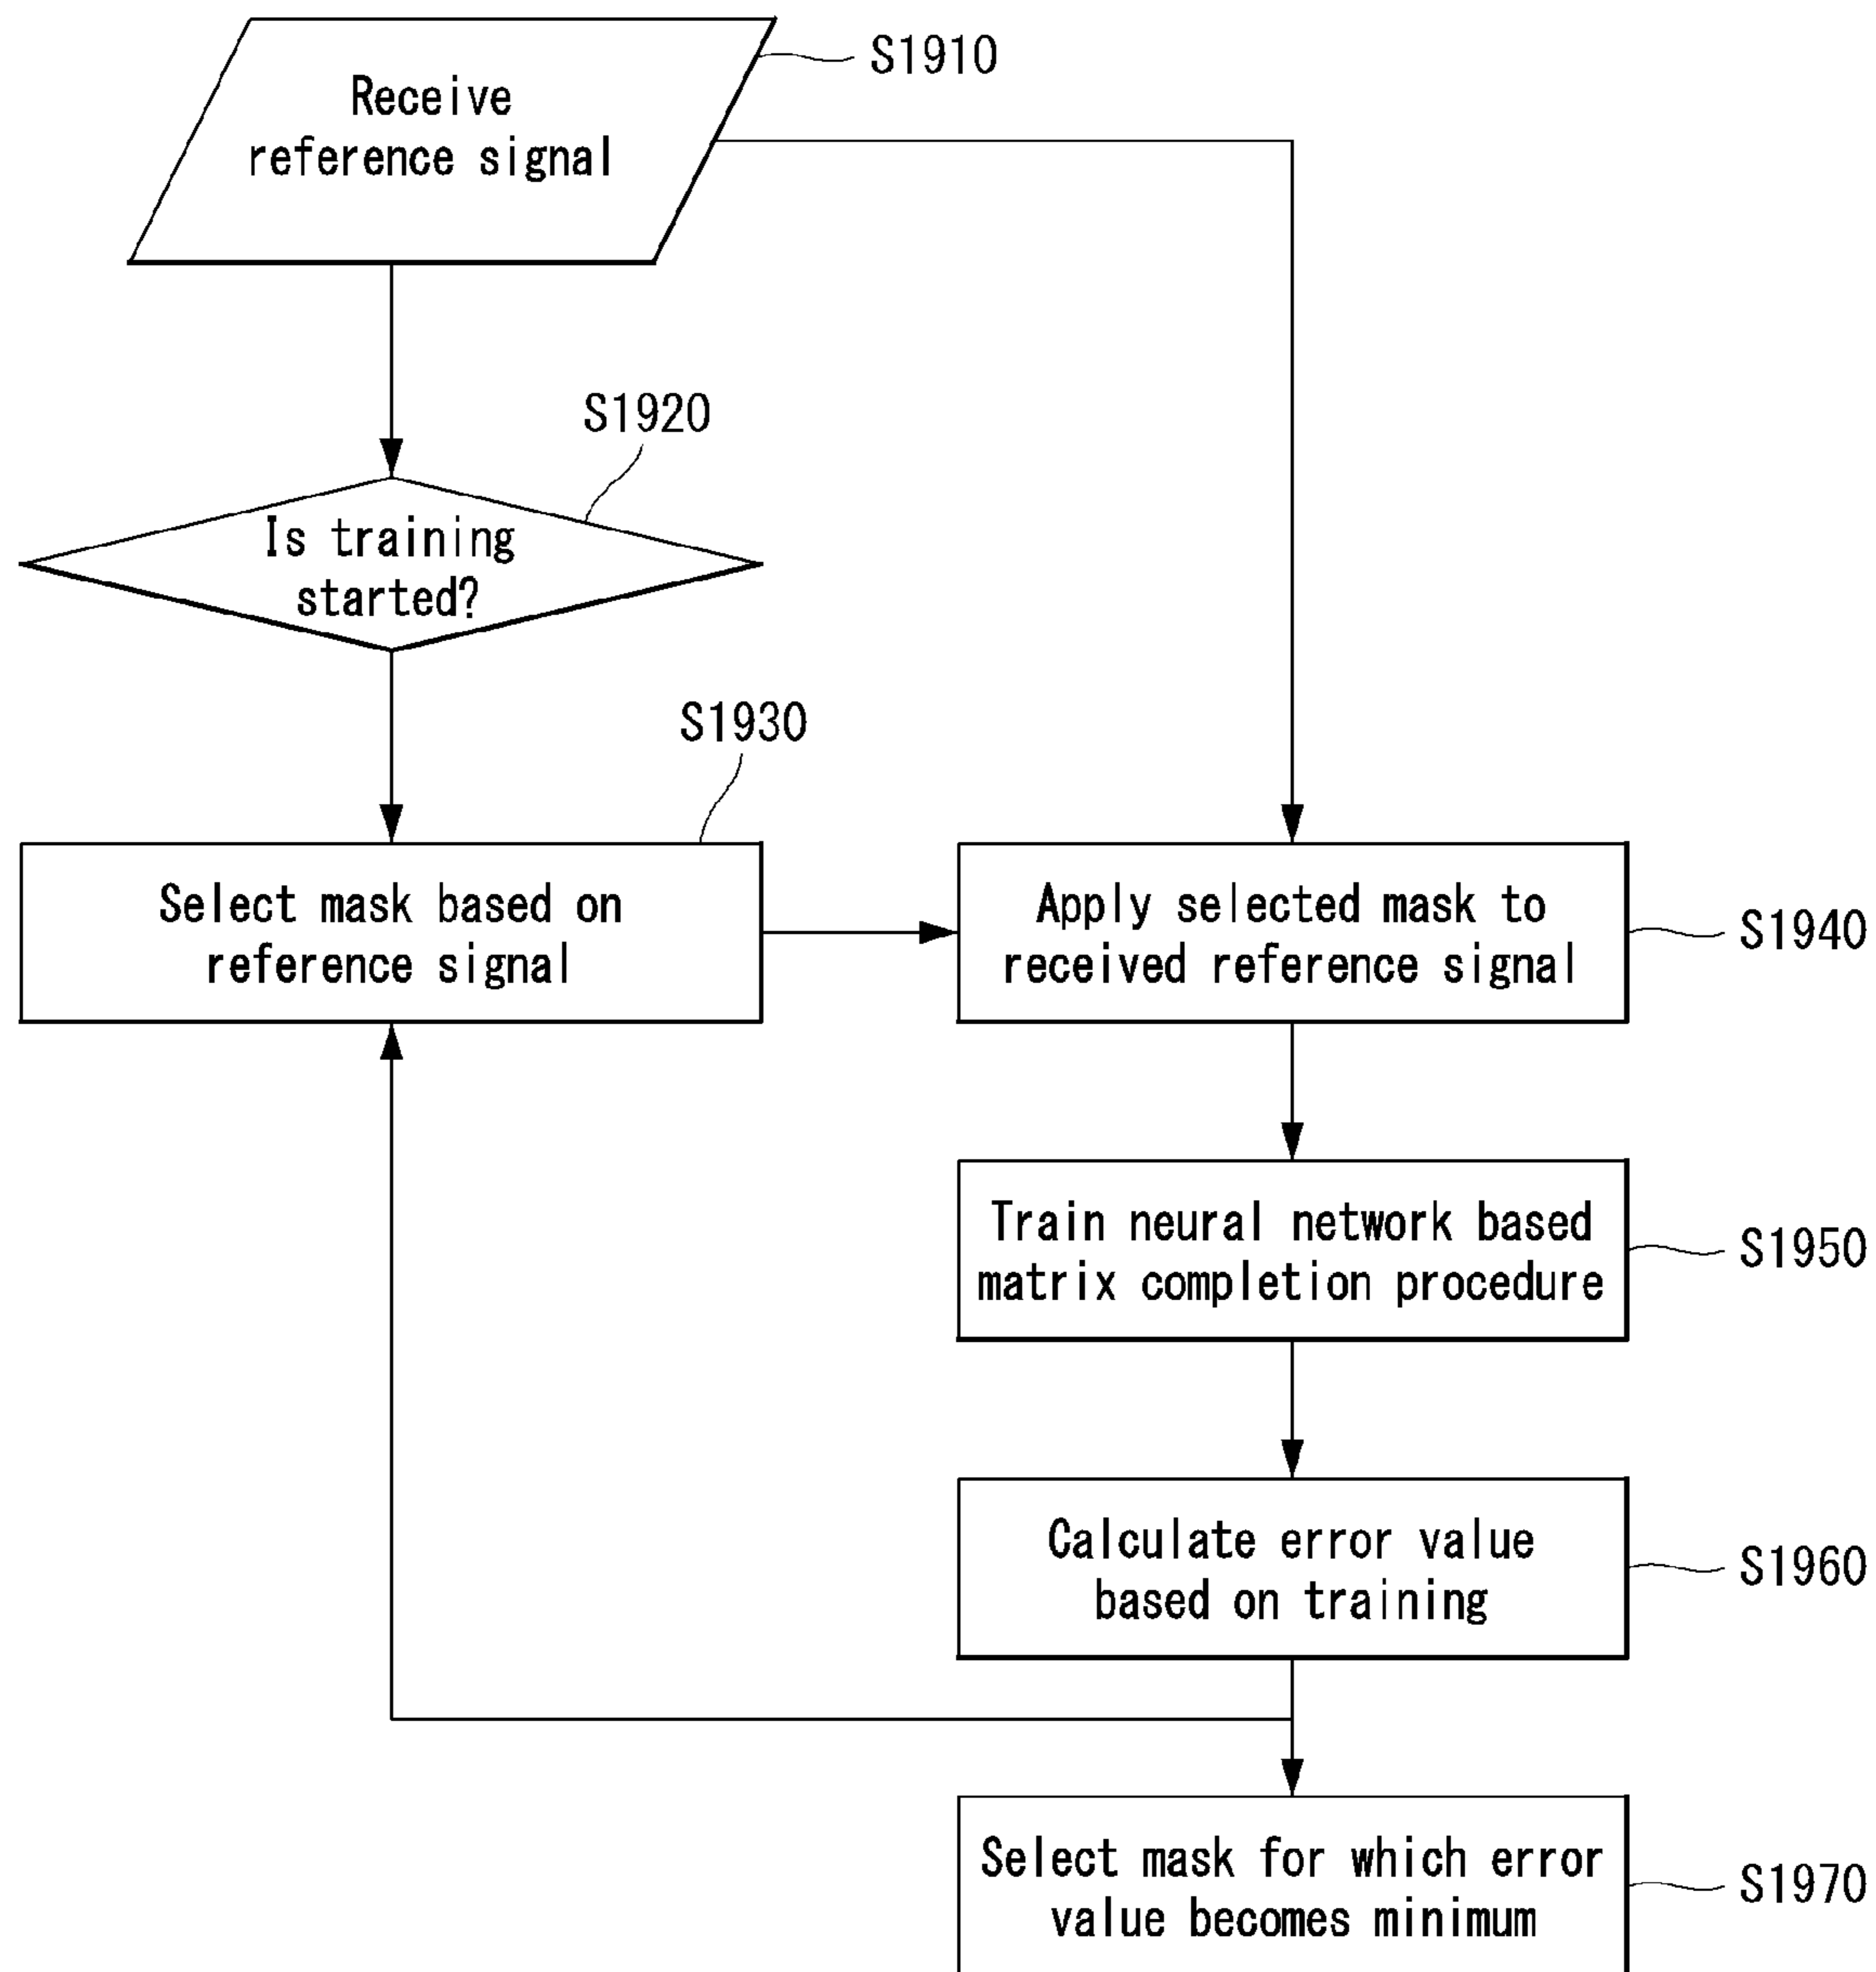 Receive
reference signal
S1910
S1920
Is training
started?
S1930
Select mask based on
reference signal
Apply selected mask to
received reference signal
S1940
Train neural network based
matrix completion procedure
S1950
Calculate error value
based on training
S1960
Select mask for which error
value becomes minimum
S1970